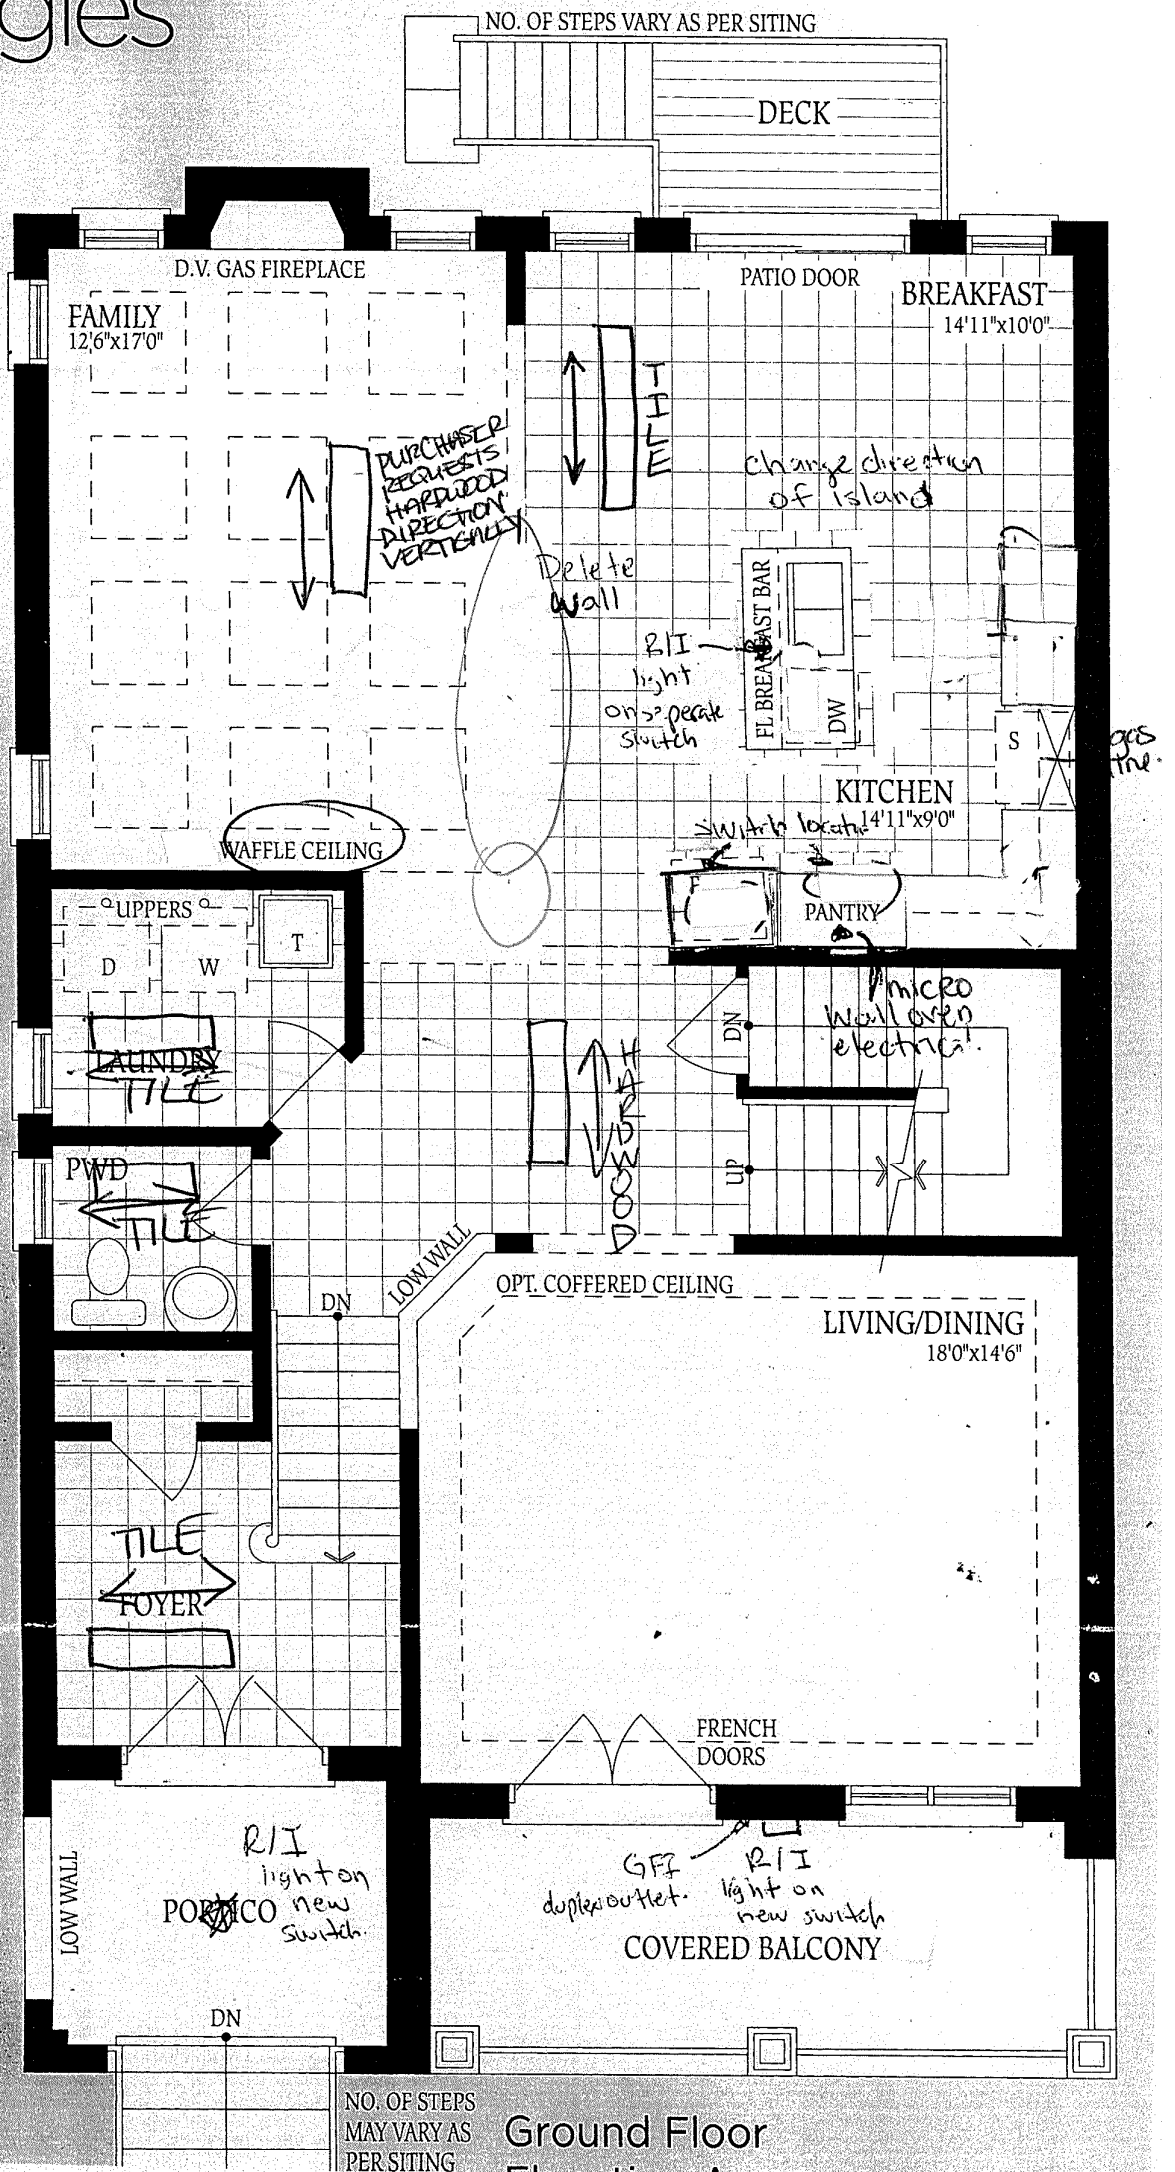 gles
NO. OF STEPS VARY AS PER SITING
DECK
D.V. GAS FIREPLACE
PATIO DOOR
FAMILY
12'6"x17'0"
BREAKFAST
14'11"x10'0"
TILE
PURCHASER
REQUESTS
HARDWOOD
DIRECTION
VERTICALLY
Change direction
of island
Delete
wall
FL BREAKFAST BAR
R/I
light
on seperate
switch
DW
S
gas
KITCHEN
14'11"x9'0"
switch
WAFFLE CEILING
F
PANTRY
UPPERS
D
W
T
micro
wall oven
electrical.
LAUNDRY
TILE
DN
HARDWOOD
PWD
TILE
UP
LOW WALL
DN
OPT. COFFERED CEILING
LIVING/DINING
18'0"x14'6"
TILE
FOYER
FRENCH
DOORS
R/I
light on
new
switch.
PORTICO
LOW WALL
GFI
duplex outlet.
R/I
light on
new switch
COVERED BALCONY
DN
NO. OF STEPS
MAY VARY AS
PER SITING
Ground Floor